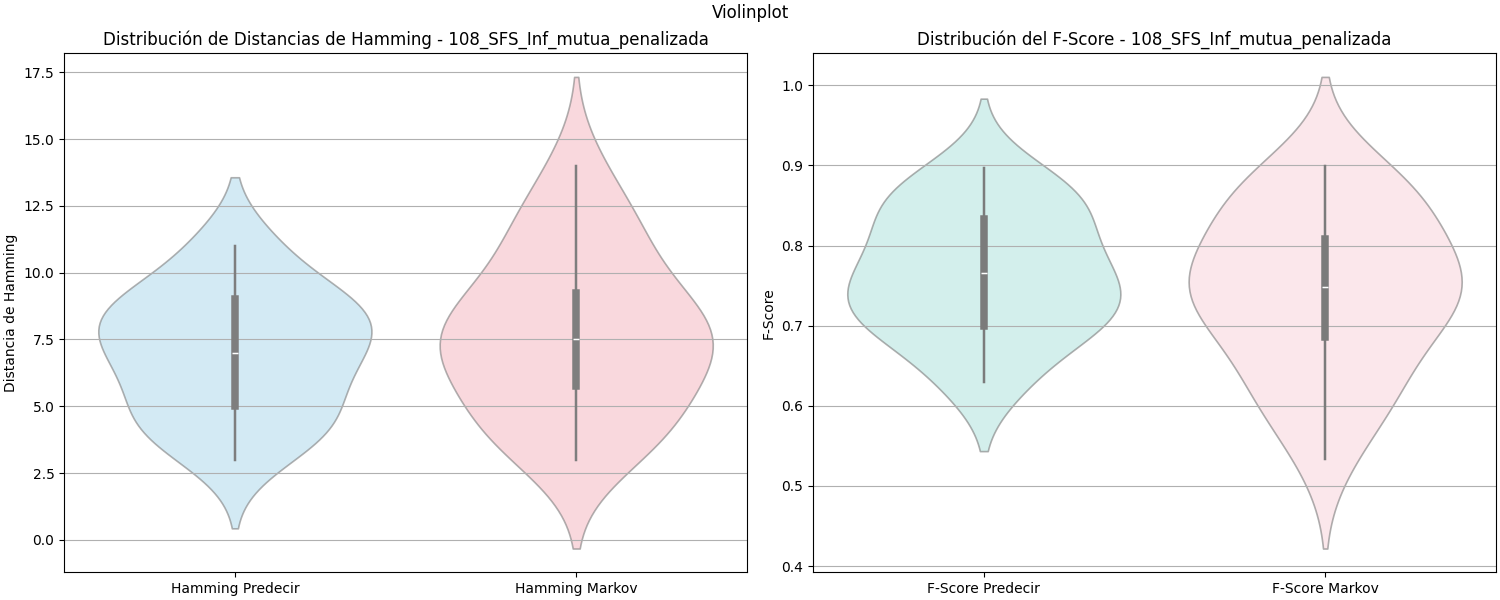 Violinplot
Distribución de Distancias de Hamming - 108_SFS_Inf_mutua_penalizada
Distancia de Hamming
17.5
15.0
12.5
10.0
7.5
5.0
2.5
0.0
Hamming Predecir
Hamming Markov
Distribución del F-Score - 108_SFS_Inf_mutua_penalizada
F-Score
1.0
0.9
0.8
0.7
0.6
0.5
0.4
F-Score Predecir
F-Score Markov